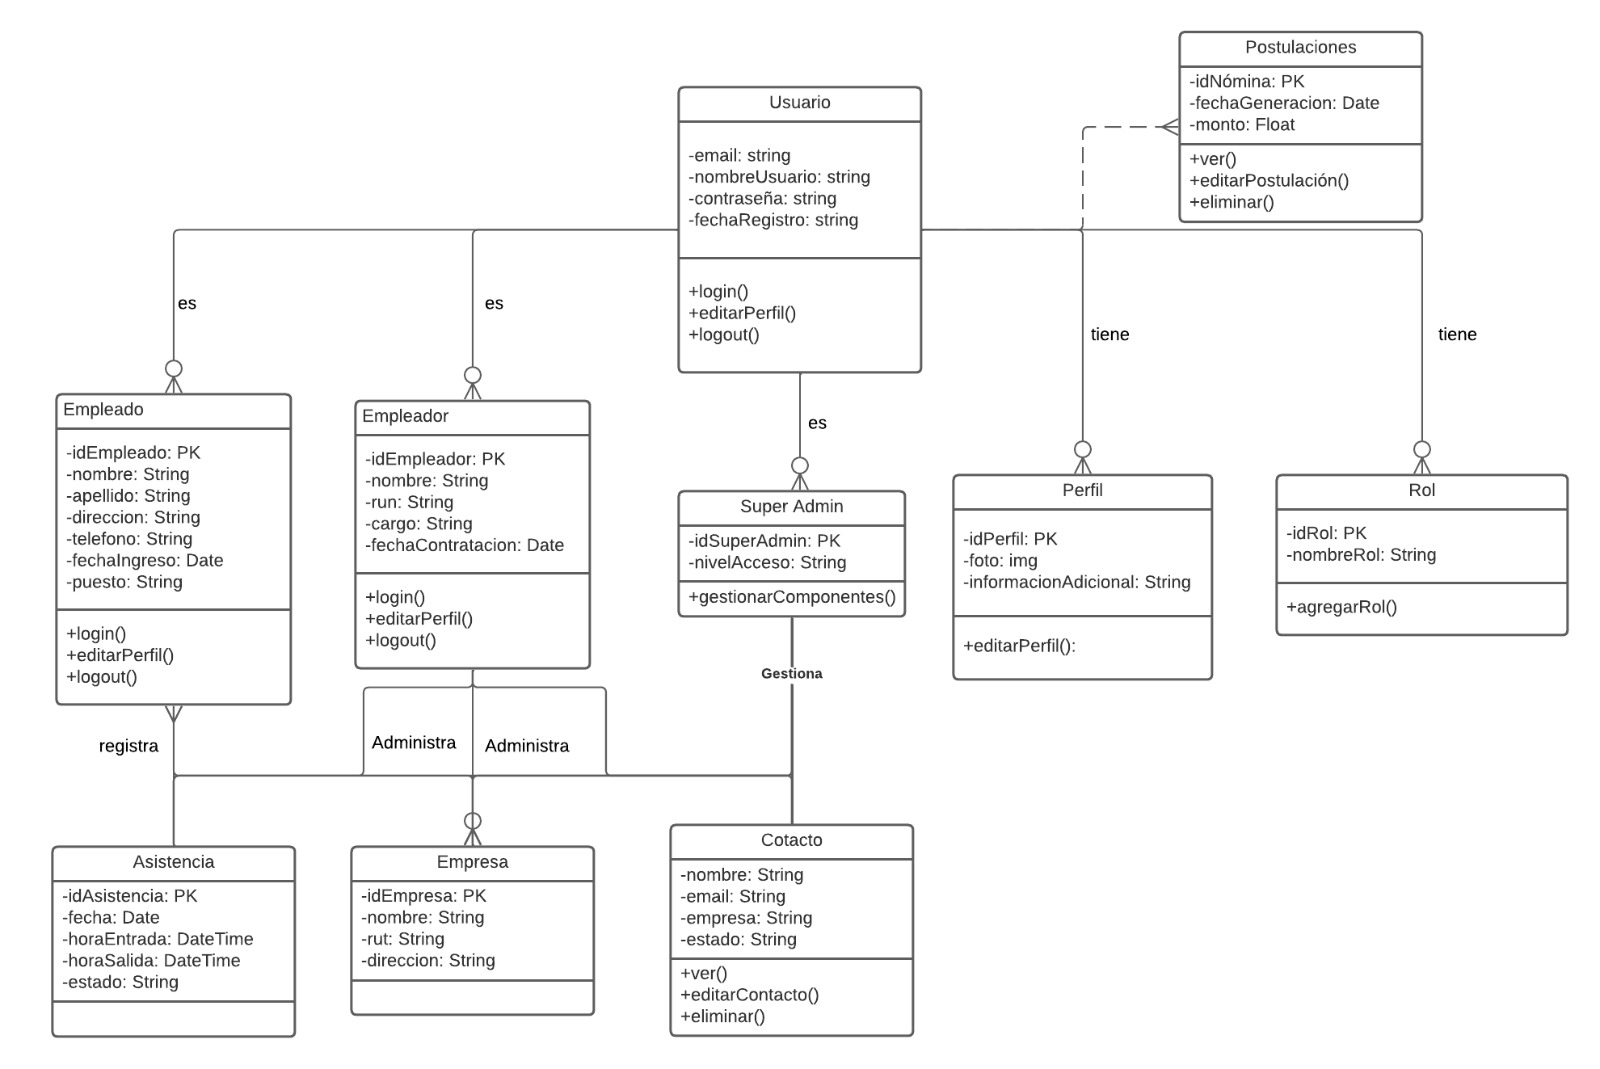 Postulaciones
-idNómina: PK
-fechaGeneracion: Date
-monto: Float
+ver()
+editarPostulación()
+eliminar()
Usuario
-email: string
-nombreUsuario: string
-contraseña: string
-fechaRegistro: string
+login()
+editarPerfil()
+logout()
es
es
es
tiene
tiene
Empleado
-idEmpleado: PK
-nombre: String
-apellido: String
-direccion: String
-telefono: String
-fechaIngreso: Date
-puesto: String
+login()
+editarPerfil()
+logout()
Empleador
-idEmpleador: PK
-nombre: String
-run: String
-cargo: String
-fechaContratacion: Date
+login()
+editarPerfil()
+logout()
Super Admin
-idSuperAdmin: PK
-nivelAcceso: String
+gestionarComponentes()
Perfil
-idPerfil: PK
-foto: img
-informacionAdicional: String
+editarPerfil():
Rol
-idRol: PK
-nombreRol: String
+agregarRol()
Gestiona
registra
Administra
Administra
Asistencia
-idAsistencia: PK
-fecha: Date
-horaEntrada: DateTime
-horaSalida: DateTime
-estado: String
Empresa
-idEmpresa: PK
-nombre: String
-rut: String
-direccion: String
Cotacto
-nombre: String
-email: String
-empresa: String
-estado: String
+ver()
+editarContacto()
+eliminar()